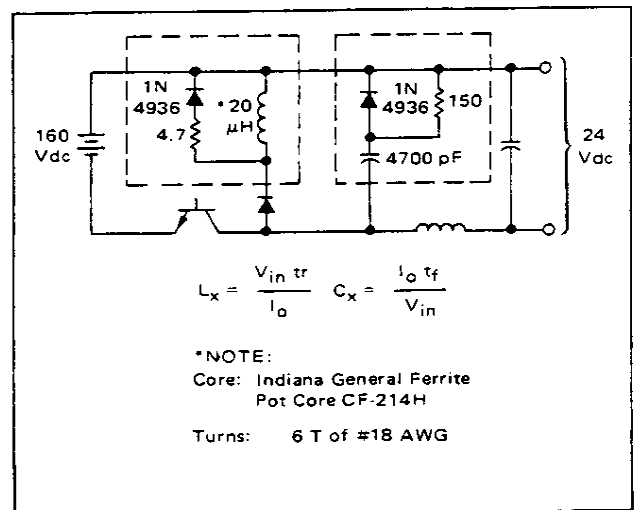 1N
4936
4.7
*20
µH
1N
4936
150
4700 pF
160
Vdc
24
Vdc
Lx = Vin tr / Io Cx = Io tf / Vin
*NOTE:
Core: Indiana General Ferrite
Pot Core CF-214H
Turns: 6 T of #18 AWG